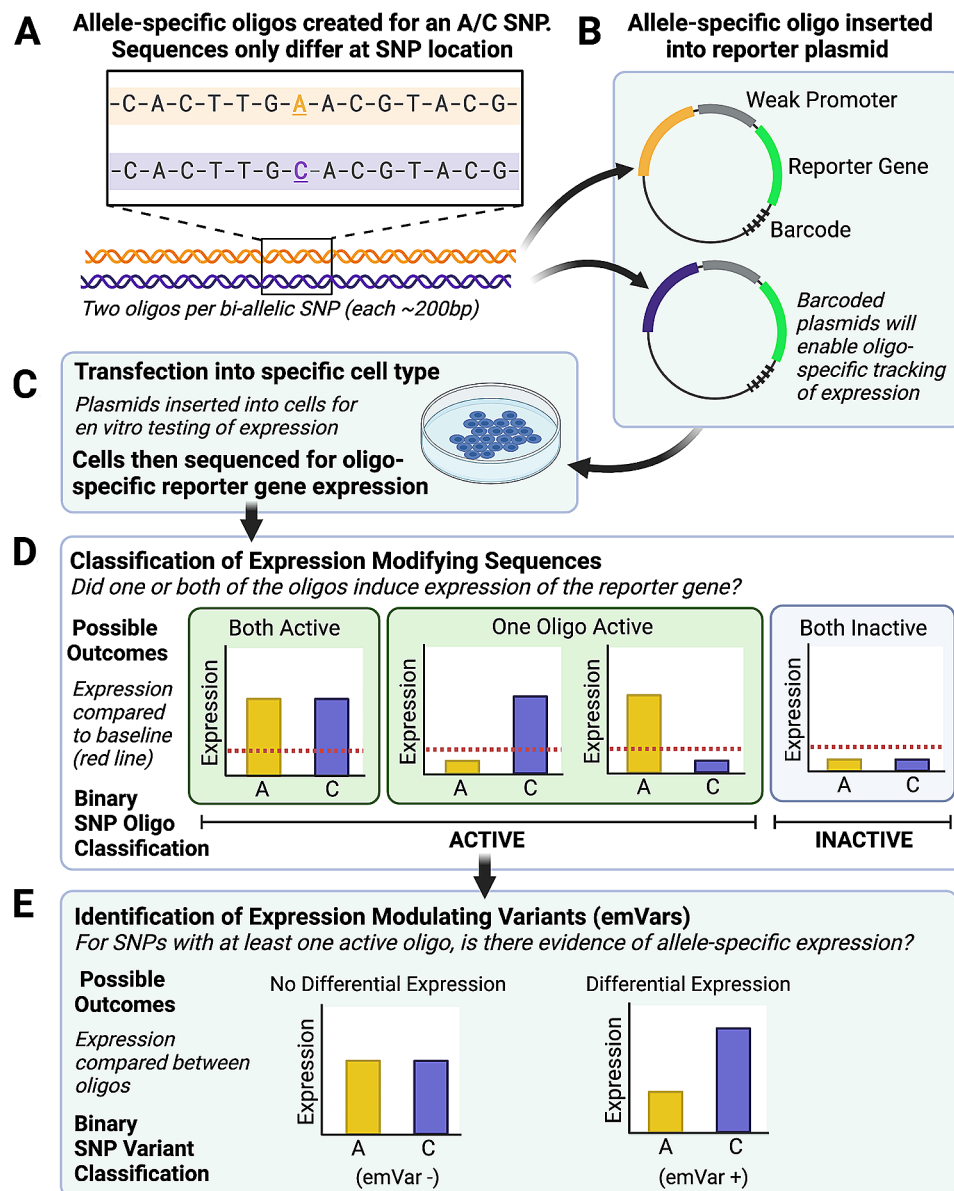 A
Allele-specific oligos created for an A/C SNP.
Sequences only differ at SNP location
-C-A-C-T-T-G-A-A-C-G-T-A-C-G-
-C-A-C-T-T-G-C-A-C-G-T-A-C-G-
Two oligos per bi-allelic SNP (each ~200bp)
B
Allele-specific oligo inserted
into reporter plasmid
Weak Promoter
Reporter Gene
Barcode
Barcoded
plasmids will
enable oligo-
specific tracking
of expression
C
Transfection into specific cell type
Plasmids inserted into cells for
en vitro testing of expression
Cells then sequenced for oligo-
specific reporter gene expression
D
Classification of Expression Modifying Sequences
Did one or both of the oligos induce expression of the reporter gene?
Possible
Outcomes
Expression
compared
to baseline
(red line)
Binary
SNP Oligo
Classification
Both Active
Expression
A C
One Oligo Active
Expression
A C
Expression
A C
Both Inactive
Expression
A C
ACTIVE
INACTIVE
E
Identification of Expression Modulating Variants (emVars)
For SNPs with at least one active oligo, is there evidence of allele-specific expression?
Possible
Outcomes
Expression
compared between
oligos
Binary
SNP Variant
Classification
No Differential Expression
Expression
A C
(emVar -)
Differential Expression
Expression
A C
(emVar +)